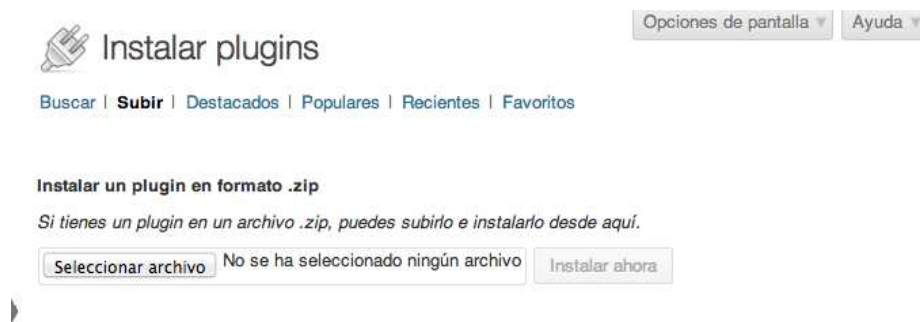 Opciones de pantalla Ayuda
Instalar plugins
Buscar | Subir | Destacados | Populares | Recientes | Favoritos
Instalar un plugin en formato .zip
Si tienes un plugin en un archivo .zip, puedes subirlo e instalarlo desde aquí.
Seleccionar archivo No se ha seleccionado ningún archivo Instalar ahora